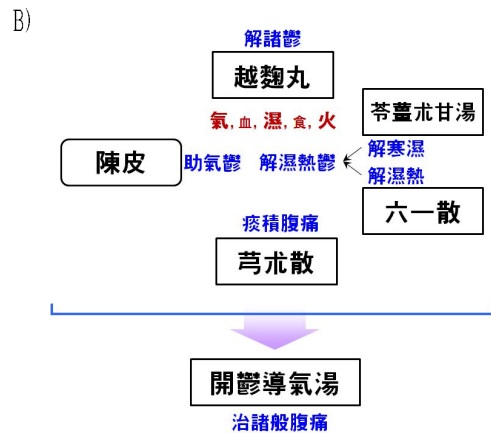 B)
解諸鬱
越麴丸
氣, 血, 濕, 食, 火
苓薑朮甘湯
陳皮
助氣鬱
解濕熱鬱
解寒濕
解濕熱
六一散
痰積腹痛
芎朮散
開鬱導氣湯
治諸般腹痛